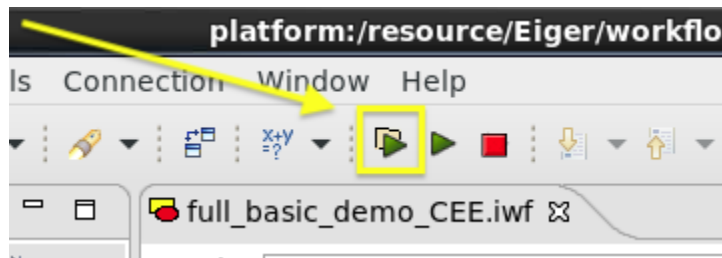 platform:/resource/Eiger/workflo
ls Connection Window Help
x+y
=?
full_basic_demo_CEE.iwf